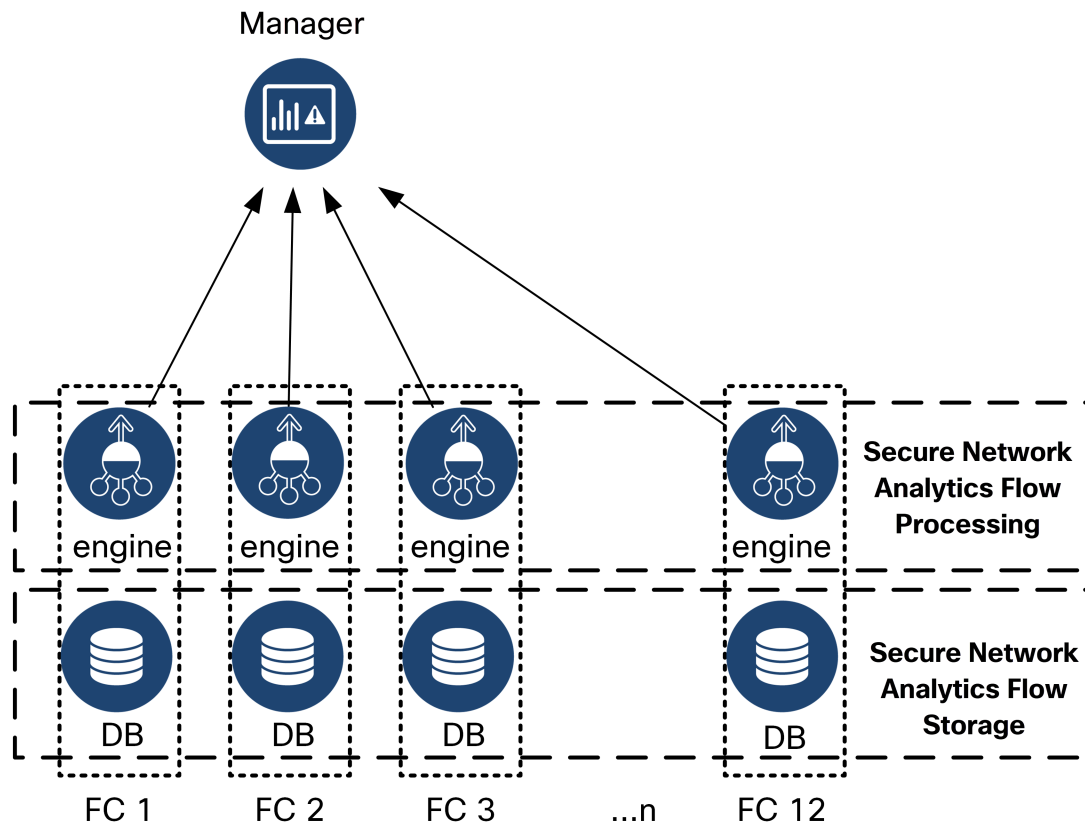 Manager
engine
engine
engine
engine
Secure Network
Analytics Flow
Processing
DB
DB
DB
DB
Secure Network
Analytics Flow
Storage
FC 1
FC 2
FC 3
...n
FC 12